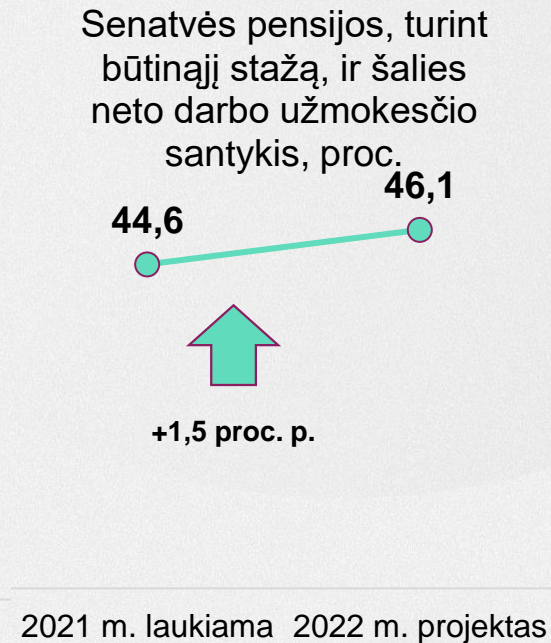 Senatvės pensijos, turint
būtinąjį stažą, ir šalies
neto darbo užmokesčio
santykis, proc.
46,1
44,6
+1,5 proc. p.
2021 m. laukiama 2022 m. projektas